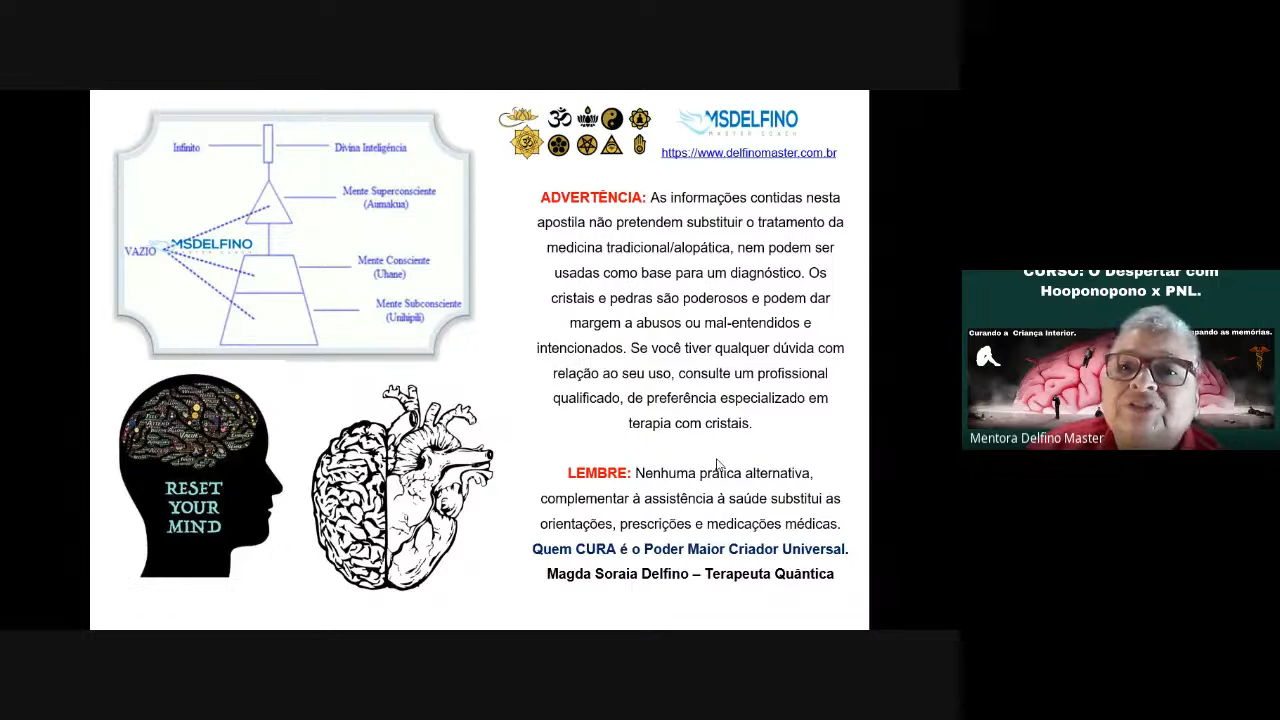 Infinito
Divina Inteligência
Mente Superconsciente
(Aumakua)
VAZIO
MSDELFINO
Mente Consciente
(Uhane)
Mente Subconsciente
(Unihipili)
RESET
YOUR
MIND
MSDELFINO
MASTER COACH
https://www.delfinomaster.com.br
ADVERTÊNCIA: As informações contidas nesta
apostila não pretendem substituir o tratamento da
medicina tradicional/alopática, nem podem ser
usadas como base para um diagnóstico. Os
cristais e pedras são poderosos e podem dar
margem a abusos ou mal-entendidos e
intencionados. Se você tiver qualquer dúvida com
relação ao seu uso, consulte um profissional
qualificado, de preferência especializado em
terapia com cristais.
LEMBRE: Nenhuma prática alternativa,
complementar à assistência à saúde substitui as
orientações, prescrições e medicações médicas.
Quem CURA é o Poder Maior Criador Universal.
Magda Soraia Delfino – Terapeuta Quântica
CURSO: O Despertar com
Hooponopono x PNL.
Curando a Criança Interior.
mpando as memórias.
Mentora Delfino Master